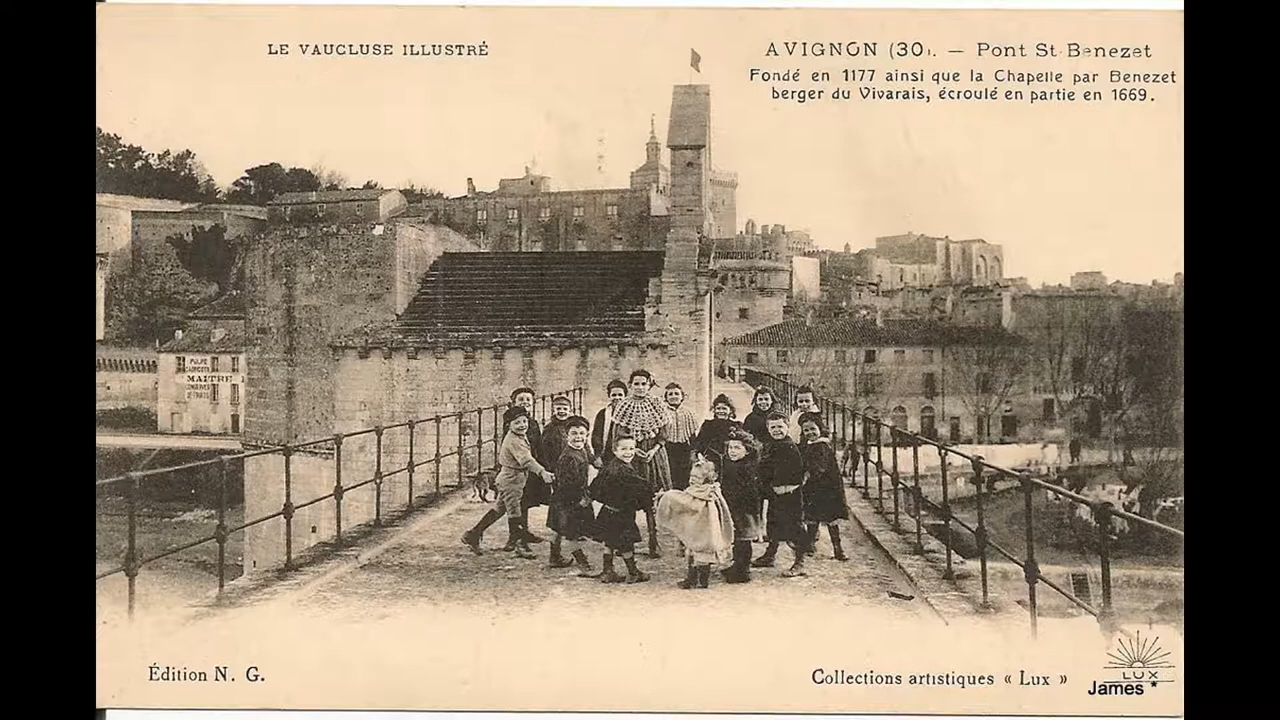 LE VAUCLUSE ILLUSTRÉ
AVIGNON (30). — Pont St-Benezet
Fondé en 1177 ainsi que la Chapelle par Benezet
berger du Vivarais, écroulé en partie en 1669.
MAITRE
Édition N. G.
Collections artistiques « Lux »
LUX
James *